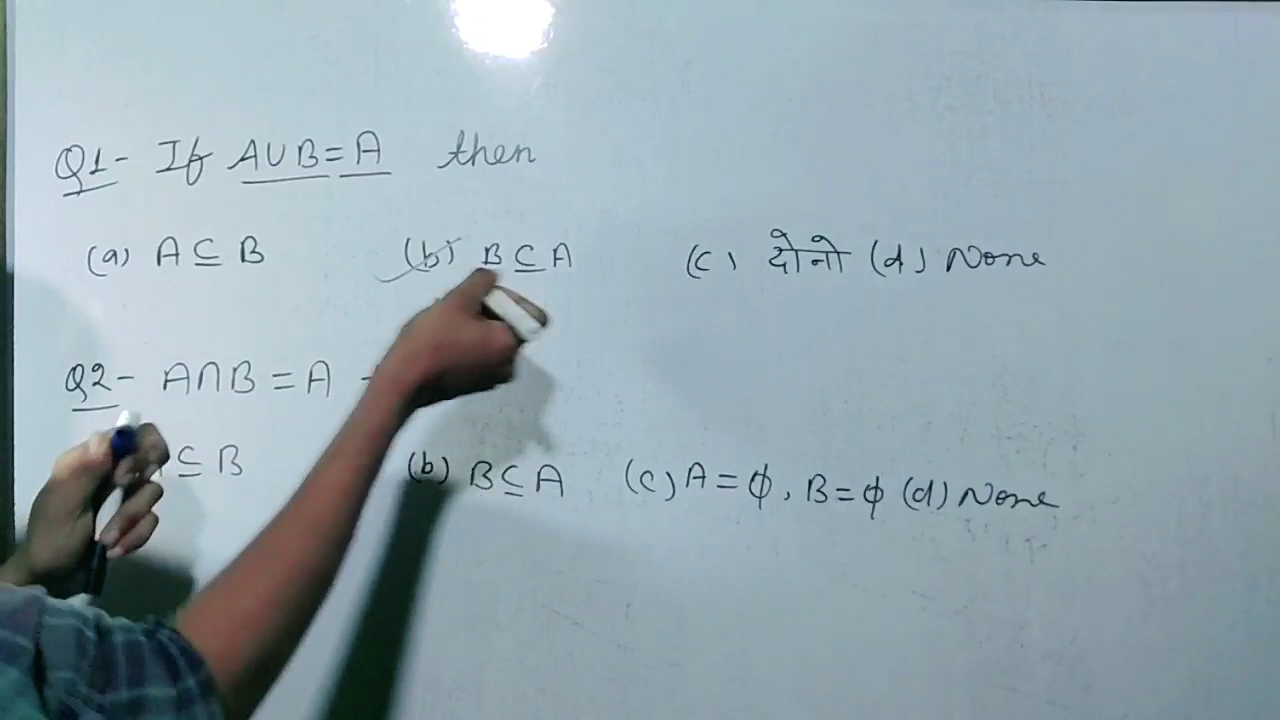 Q1- If A∪B=A then
(a) A⊆B (b) B⊆A (c) दोनो (d) None
Q2- A∩B=A
⊆B (b) B⊆A (c) A=ϕ, B=ϕ (d) None